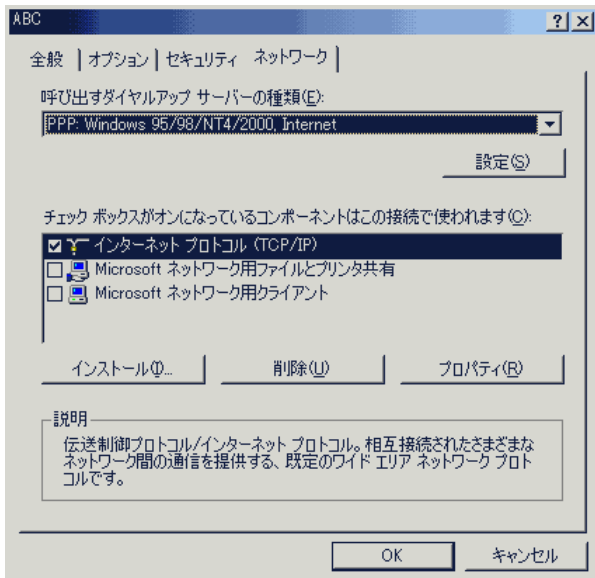 ABC
全般 オプション セキュリティ ネットワーク
呼び出すダイヤルアップ サーバーの種類(E):
PPP: Windows 95/98/NT4/2000, Internet
設定(S)
チェック ボックスがオンになっているコンポーネントはこの接続で使われます(C):
インターネット プロトコル (TCP/IP)
Microsoft ネットワーク用ファイルとプリンタ共有
Microsoft ネットワーク用クライアント
インストール(I)... 削除(U) プロパティ(R)
説明
伝送制御プロトコル/インターネット プロトコル。相互接続されたさまざまな
ネットワーク間の通信を提供する、既定のワイド エリア ネットワーク プロト
コルです。
OK キャンセル